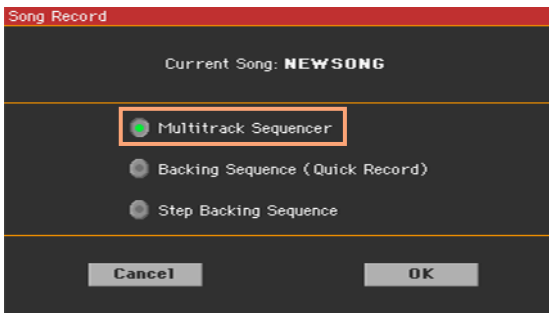 Song Record
Current Song: NEWSONG
Multitrack Sequencer
Backing Sequence (Quick Record)
Step Backing Sequence
Cancel OK